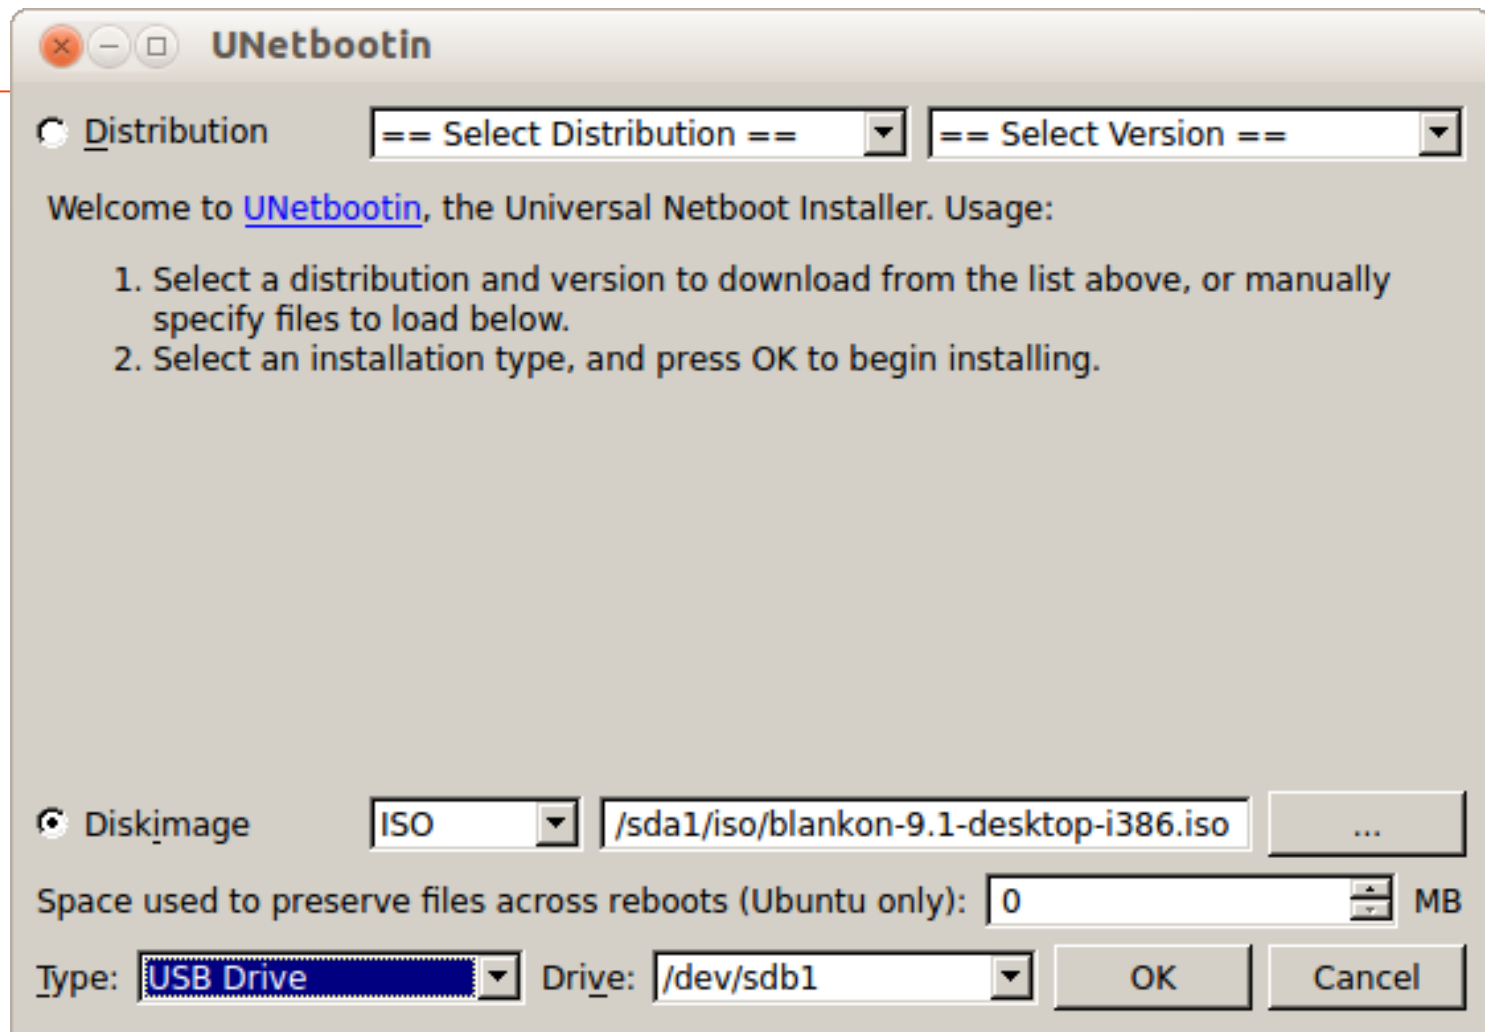 UNetbootin
Distribution == Select Distribution == == Select Version ==
Welcome to UNetbootin, the Universal Netboot Installer. Usage:
1. Select a distribution and version to download from the list above, or manually
specify files to load below.
2. Select an installation type, and press OK to begin installing.
Diskimage ISO /sda1/iso/blankon-9.1-desktop-i386.iso ...
Space used to preserve files across reboots (Ubuntu only): 0 MB
Type: USB Drive Drive: /dev/sdb1 OK Cancel